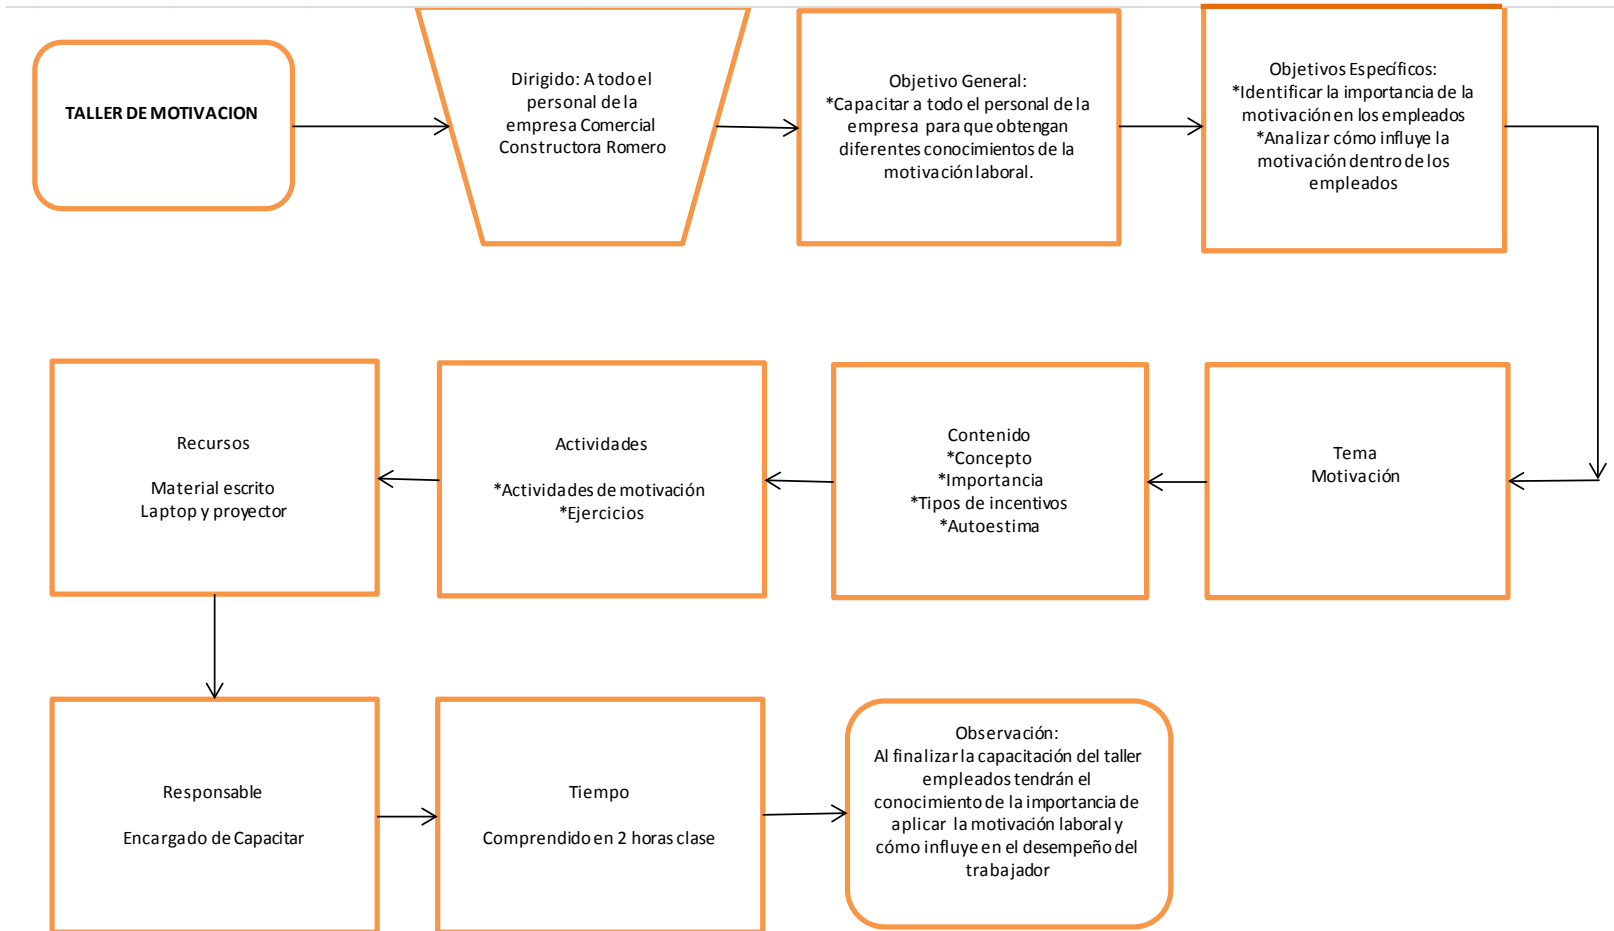 TALLER DE MOTIVACION
Dirigido: A todo el
personal de la
empresa Comercial
Constructora Romero
Objetivo General:
*Capacitar a todo el personal de la
empresa para que obtengan
diferentes conocimientos de la
motivación laboral.
Objetivos Específicos:
*Identificar la importancia de la
motivación en los empleados
*Analizar cómo influye la
motivación dentro de los
empleados
Tema
Motivación
Contenido
*Concepto
*Importancia
*Tipos de incentivos
*Autoestima
Actividades
*Actividades de motivación
*Ejercicios
Recursos
Material escrito
Laptop y proyector
Responsable
Encargado de Capacitar
Tiempo
Comprendido en 2 horas clase
Observación:
Al finalizar la capacitación del taller
empleados tendrán el
conocimiento de la importancia de
aplicar la motivación laboral y
cómo influye en el desempeño del
trabajador